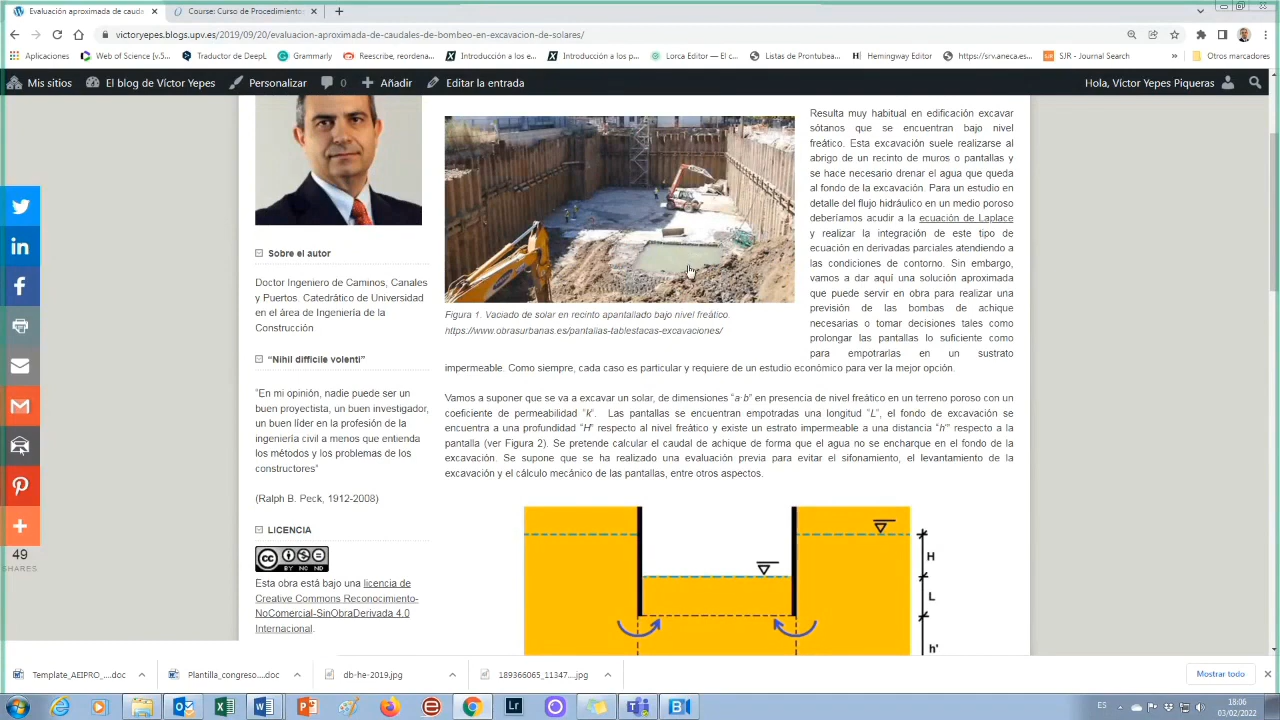 Evaluación aproximada de cauda
Course: Curso de Procedimiento
victoryepes.blogs.upv.es/2019/09/20/evaluacion-aproximada-de-caudales-de-bombeo-en-excavacion-de-solares/
Aplicaciones
Web of Science [v.5...
Traductor de DeepL
Grammarly
Reescribe, reordena...
Introducción a los e...
Introducción a los p...
Lorca Editor — El c...
Listas de Prontubea...
Hemingway Editor
https://srv.aneca.es...
SJR - Journal Search
»
Otros marcadores
Mis sitios
El blog de Víctor Yepes
Personalizar
0
Añadir
Editar la entrada
Hola, Víctor Yepes Piqueras
Sobre el autor
Doctor Ingeniero de Caminos, Canales
y Puertos. Catedrático de Universidad
en el área de Ingeniería de la
Construcción
“Nihil difficile volenti”
“En mi opinión, nadie puede ser un
buen proyectista, un buen investigador,
un buen líder en la profesión de la
ingeniería civil a menos que entienda
los métodos y los problemas de los
constructores”
(Ralph B. Peck, 1912-2008)
LICENCIA
cc
BY NC ND
Esta obra está bajo una licencia de
Creative Commons Reconocimiento-
NoComercial-SinObraDerivada 4.0
Internacional.
49
SHARES
Figura 1. Vaciado de solar en recinto apantallado bajo nivel freático.
https://www.obrasurbanas.es/pantallas-tablestacas-excavaciones/
Resulta muy habitual en edificación excavar
sótanos que se encuentran bajo nivel
freático. Esta excavación suele realizarse al
abrigo de un recinto de muros o pantallas y
se hace necesario drenar el agua que queda
al fondo de la excavación. Para un estudio en
detalle del flujo hidráulico en un medio poroso
deberíamos acudir a la ecuación de Laplace
y realizar la integración de este tipo de
ecuación en derivadas parciales atendiendo a
las condiciones de contorno. Sin embargo,
vamos a dar aquí una solución aproximada
que puede servir en obra para realizar una
previsión de las bombas de achique
necesarias o tomar decisiones tales como
prolongar las pantallas lo suficiente como
para empotrarlas en un sustrato
impermeable. Como siempre, cada caso es particular y requiere de un estudio económico para ver la mejor opción.
Vamos a suponer que se va a excavar un solar, de dimensiones “a·b” en presencia de nivel freático en un terreno poroso con un
coeficiente de permeabilidad “k”. Las pantallas se encuentran empotradas una longitud “L”, el fondo de excavación se
encuentra a una profundidad “H” respecto al nivel freático y existe un estrato impermeable a una distancia “h'” respecto a la
pantalla (ver Figura 2). Se pretende calcular el caudal de achique de forma que el agua no se encharque en el fondo de la
excavación. Se supone que se ha realizado una evaluación previa para evitar el sifonamiento, el levantamiento de la
excavación y el cálculo mecánico de las pantallas, entre otros aspectos.
H
L
h'
Template_AEIPRO_....doc
Plantilla_congreso....doc
db-he-2019.jpg
189366065_11347....jpg
Mostrar todo
ES
18:06
03/02/2022